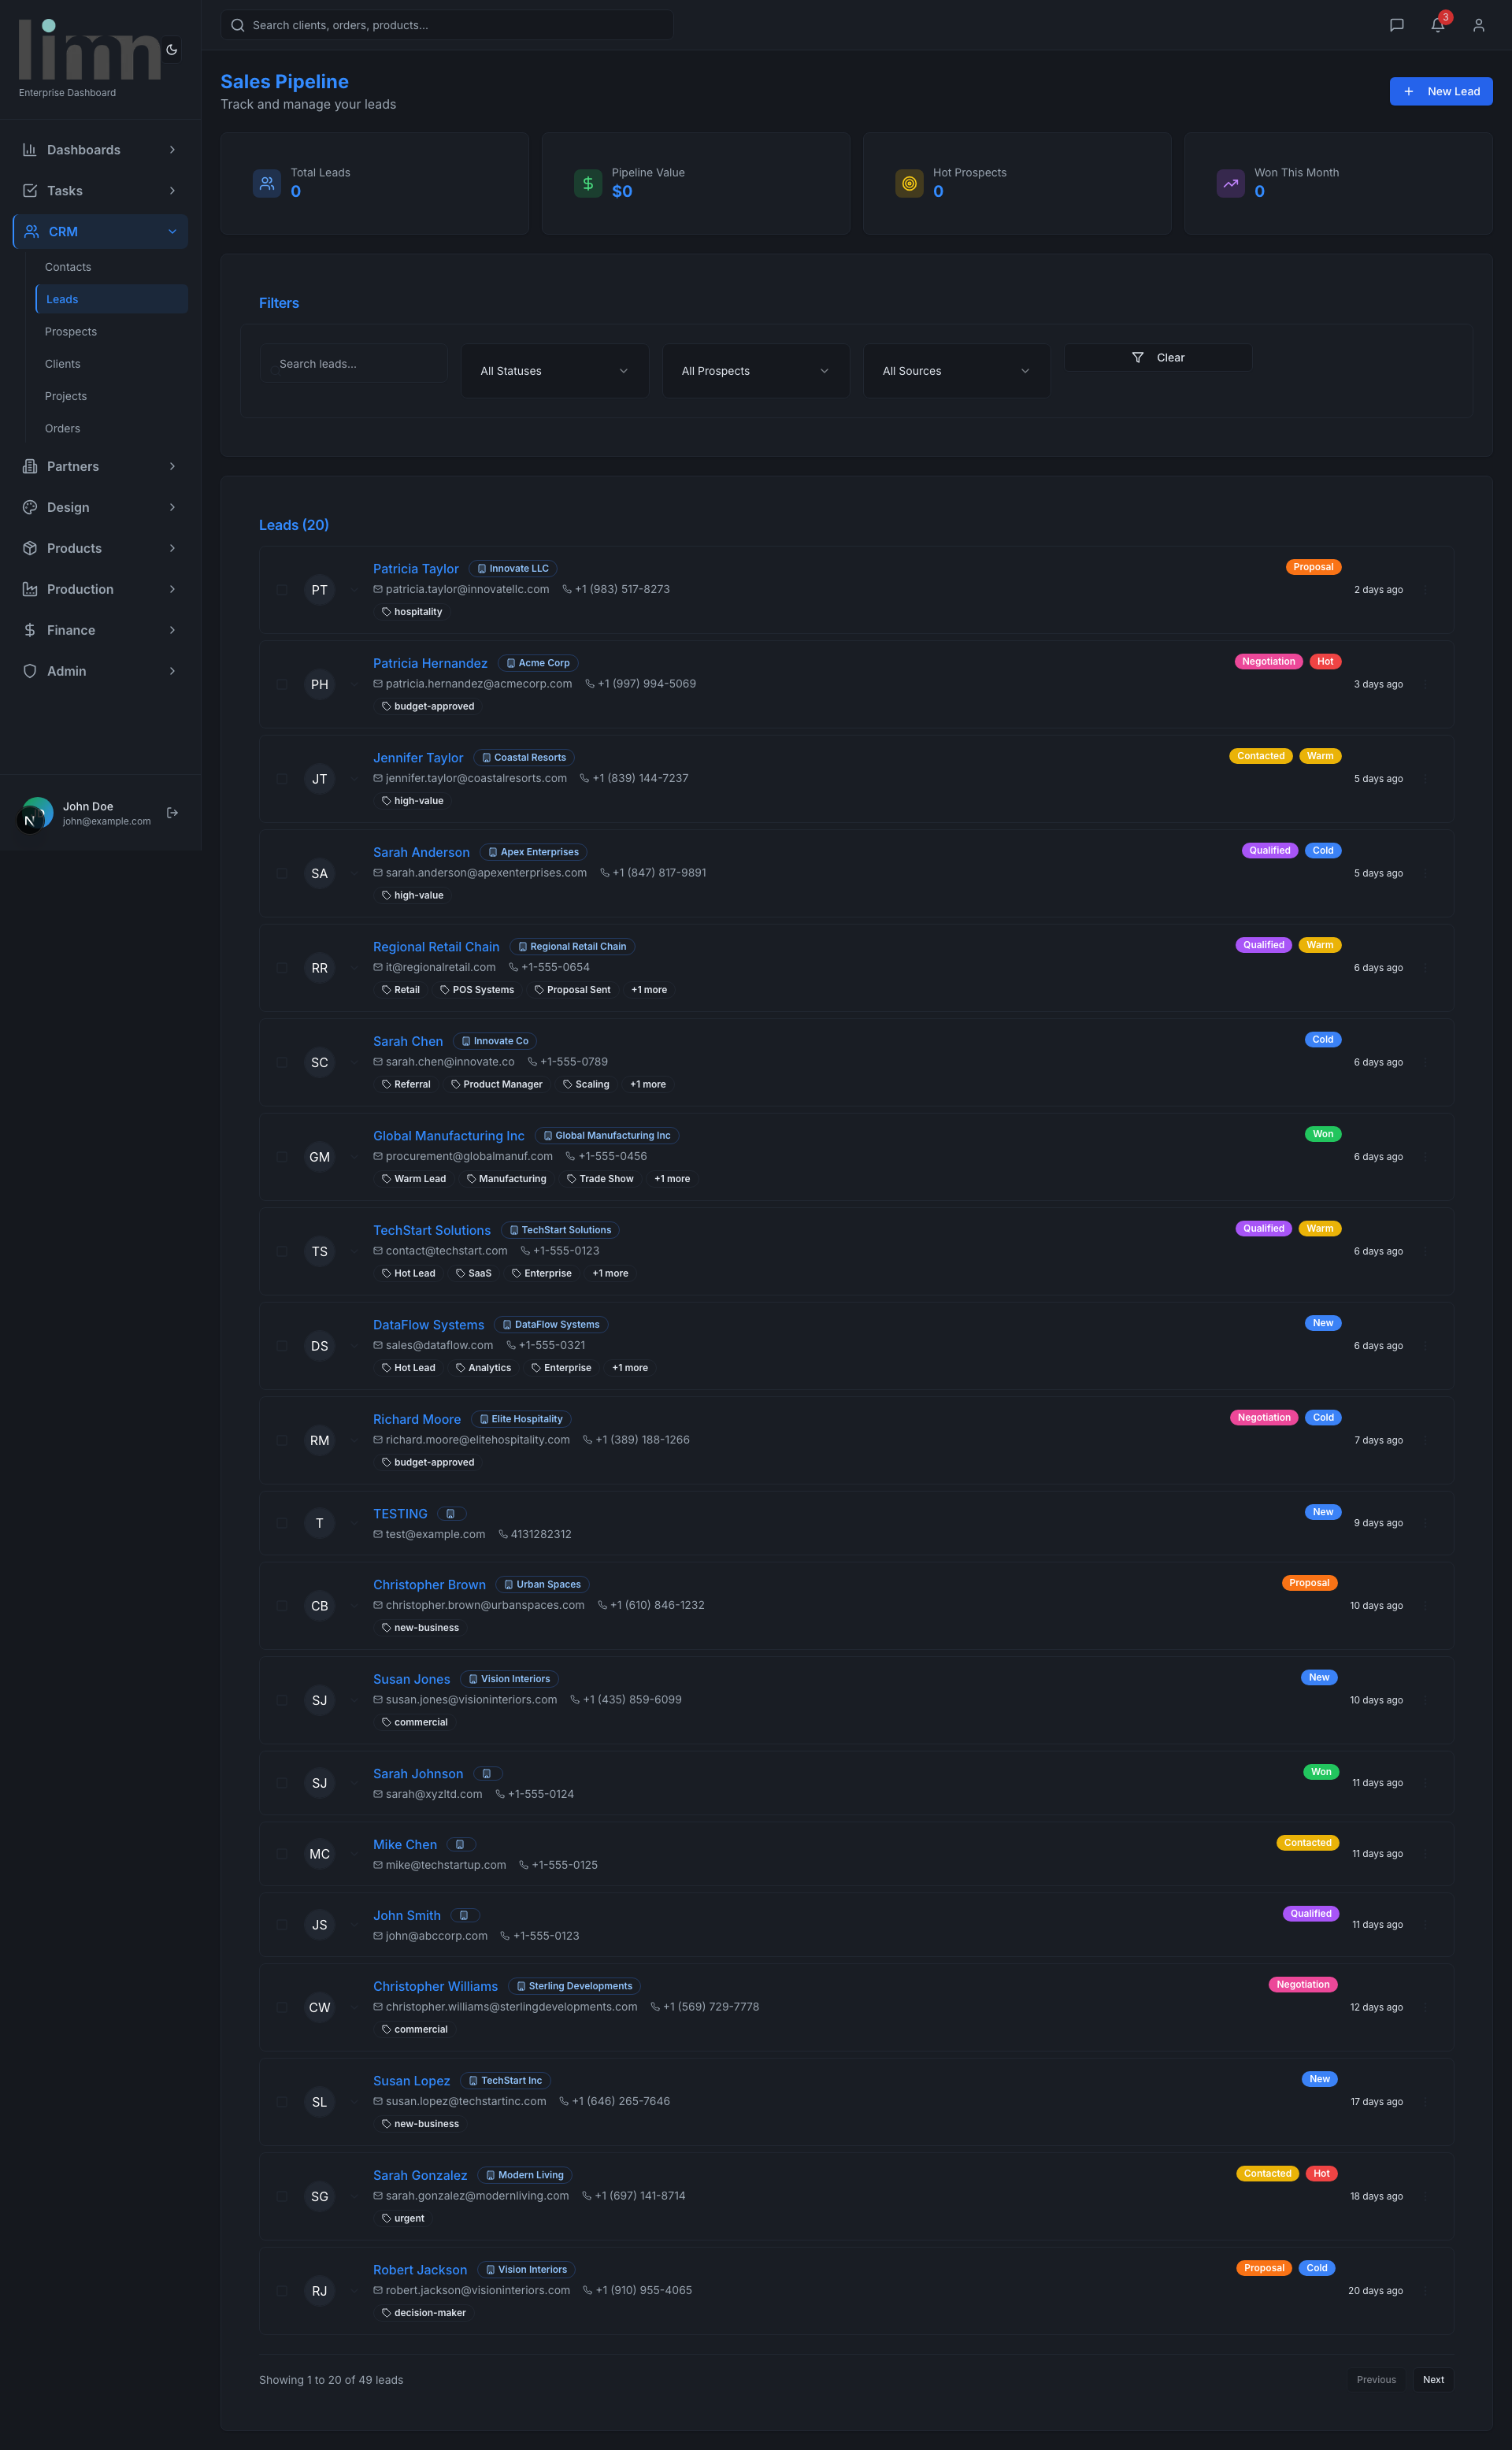 limn
Enterprise Dashboard
Search clients, orders, products...
3
Dashboards
Tasks
CRM
Contacts
Leads
Prospects
Clients
Projects
Orders
Partners
Design
Products
Production
Finance
Admin
N
John Doe
john@example.com
Sales Pipeline
Track and manage your leads
New Lead
Total Leads
0
Pipeline Value
$0
Hot Prospects
0
Won This Month
0
Filters
Search leads...
All Statuses
All Prospects
All Sources
Clear
Leads (20)
PT
Patricia Taylor Innovate LLC
patricia.taylor@innovatellc.com +1 (983) 517-8273
hospitality
Proposal
2 days ago
PH
Patricia Hernandez Acme Corp
patricia.hernandez@acmecorp.com +1 (997) 994-5069
budget-approved
Negotiation Hot
3 days ago
JT
Jennifer Taylor Coastal Resorts
jennifer.taylor@coastalresorts.com +1 (839) 144-7237
high-value
Contacted Warm
5 days ago
SA
Sarah Anderson Apex Enterprises
sarah.anderson@apexenterprises.com +1 (847) 817-9891
high-value
Qualified Cold
5 days ago
RR
Regional Retail Chain Regional Retail Chain
it@regionalretail.com +1-555-0654
Retail POS Systems Proposal Sent +1 more
Qualified Warm
6 days ago
SC
Sarah Chen Innovate Co
sarah.chen@innovate.co +1-555-0789
Referral Product Manager Scaling +1 more
Cold
6 days ago
GM
Global Manufacturing Inc Global Manufacturing Inc
procurement@globalmanuf.com +1-555-0456
Warm Lead Manufacturing Trade Show +1 more
Won
6 days ago
TS
TechStart Solutions TechStart Solutions
contact@techstart.com +1-555-0123
Hot Lead SaaS Enterprise +1 more
Qualified Warm
6 days ago
DS
DataFlow Systems DataFlow Systems
sales@dataflow.com +1-555-0321
Hot Lead Analytics Enterprise +1 more
New
6 days ago
RM
Richard Moore Elite Hospitality
richard.moore@elitehospitality.com +1 (389) 188-1266
budget-approved
Negotiation Cold
7 days ago
T
TESTING
test@example.com 4131282312
New
9 days ago
CB
Christopher Brown Urban Spaces
christopher.brown@urbanspaces.com +1 (610) 846-1232
new-business
Proposal
10 days ago
SJ
Susan Jones Vision Interiors
susan.jones@visioninteriors.com +1 (435) 859-6099
commercial
New
10 days ago
SJ
Sarah Johnson
sarah@xyzltd.com +1-555-0124
Won
11 days ago
MC
Mike Chen
mike@techstartup.com +1-555-0125
Contacted
11 days ago
JS
John Smith
john@abccorp.com +1-555-0123
Qualified
11 days ago
CW
Christopher Williams Sterling Developments
christopher.williams@sterlingdevelopments.com +1 (569) 729-7778
commercial
Negotiation
12 days ago
SL
Susan Lopez TechStart Inc
susan.lopez@techstartinc.com +1 (646) 265-7646
new-business
New
17 days ago
SG
Sarah Gonzalez Modern Living
sarah.gonzalez@modernliving.com +1 (697) 141-8714
urgent
Contacted Hot
18 days ago
RJ
Robert Jackson Vision Interiors
robert.jackson@visioninteriors.com +1 (910) 955-4065
decision-maker
Proposal Cold
20 days ago
Showing 1 to 20 of 49 leads
Previous
Next